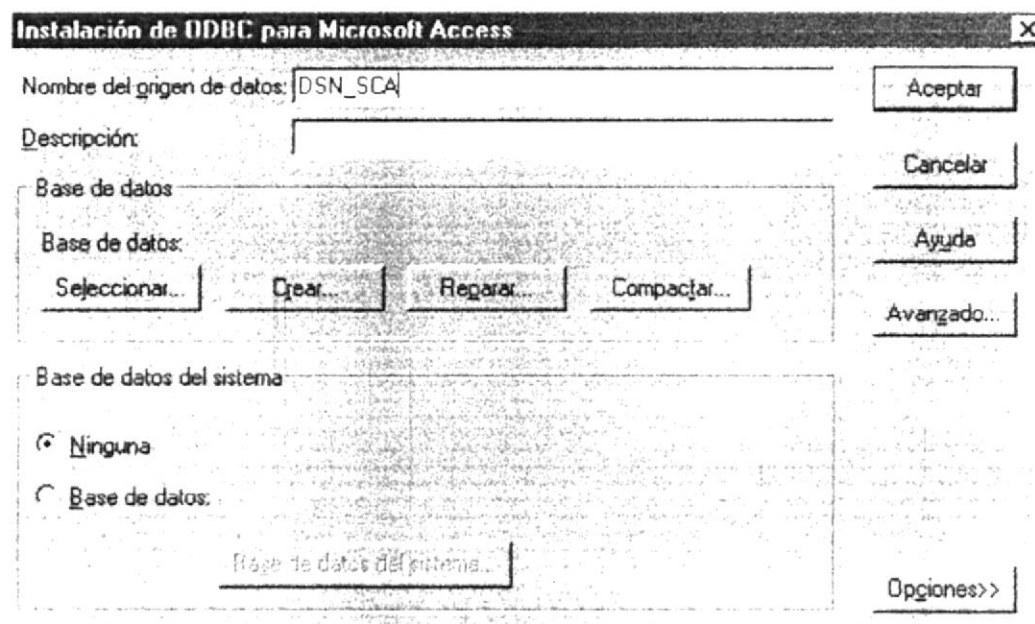 Instalación de ODBC para Microsoft Access
Nombre del origen de datos: DSN_SCA
Aceptar
Descripción:
Cancelar
Base de datos
Base de datos:
Ayuda
Seleccionar... Crear... Reparar... Compactar...
Avanzado...
Base de datos del sistema
Ninguna
Base de datos:
Base de datos del sistema...
Opciones>>